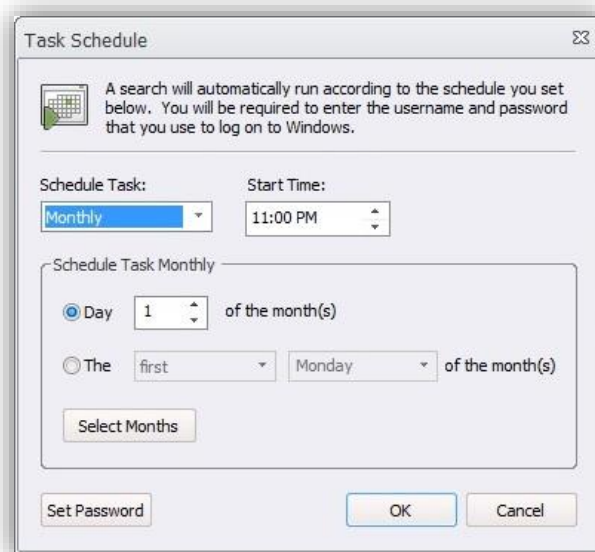 Task Schedule
A search will automatically run according to the schedule you set
below. You will be required to enter the username and password
that you use to log on to Windows.
Schedule Task: Start Time:
Monthly 11:00 PM
Schedule Task Monthly
Day 1 of the month(s)
The first Monday of the month(s)
Select Months
Set Password OK Cancel